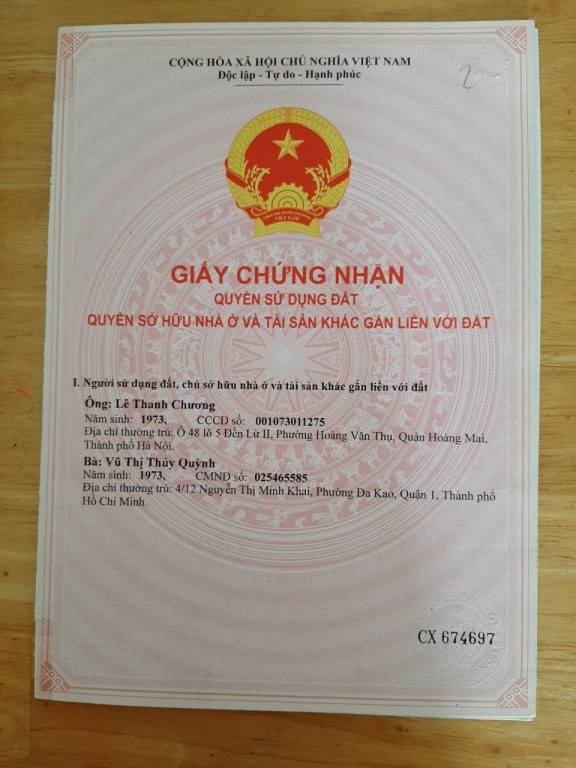 CỘNG HÒA XÃ HỘI CHỦ NGHĨA VIỆT NAM
Độc lập - Tự do - Hạnh phúc
2
VIỆT NAM
GIẤY CHỨNG NHẬN
QUYỀN SỬ DỤNG ĐẤT
QUYỀN SỞ HỮU NHÀ Ở VÀ TÀI SẢN KHÁC GẮN LIỀN VỚI ĐẤT
I. Người sử dụng đất, chủ sở hữu nhà ở và tài sản khác gắn liền với đất
Ông: Lê Thanh Chương
Năm sinh: 1973, CCCD số: 001073011275
Địa chỉ thường trú: Ô 48 lô 5 Đền Lừ II, Phường Hoàng Văn Thụ, Quận Hoàng Mai,
Thành phố Hà Nội.
Bà: Vũ Thị Thúy Quỳnh
Năm sinh: 1973, CMND số: 025465585
Địa chỉ thường trú: 4/12 Nguyễn Thị Minh Khai, Phường Đa Kao, Quận 1, Thành phố
Hồ Chí Minh.
CX 674697